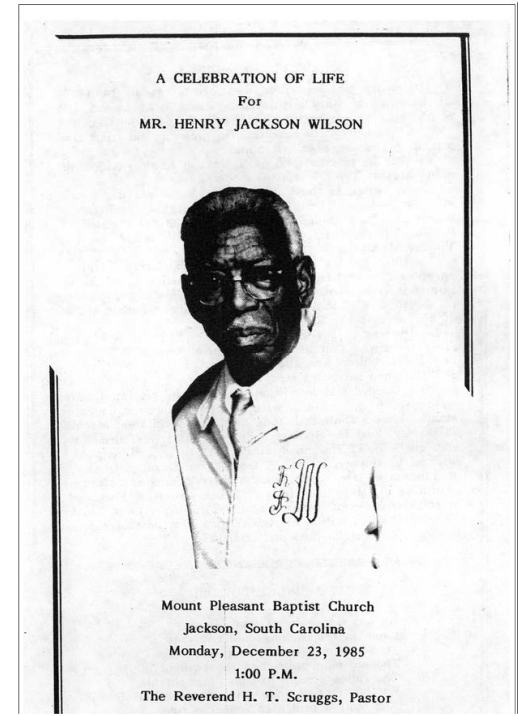 A CELEBRATION OF LIFE
For
MR. HENRY JACKSON WILSON
W
Mount Pleasant Baptist Church
Jackson, South Carolina
Monday, December 23, 1985
1:00 P.M.
The Reverend H. T. Scruggs, Pastor